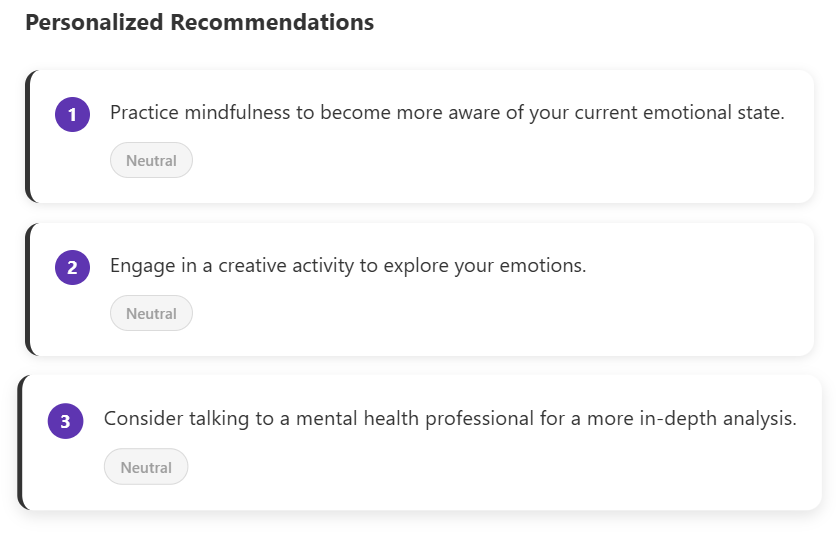 Personalized Recommendations
1
Practice mindfulness to become more aware of your current emotional state.
Neutral
2
Engage in a creative activity to explore your emotions.
Neutral
3
Consider talking to a mental health professional for a more in-depth analysis.
Neutral